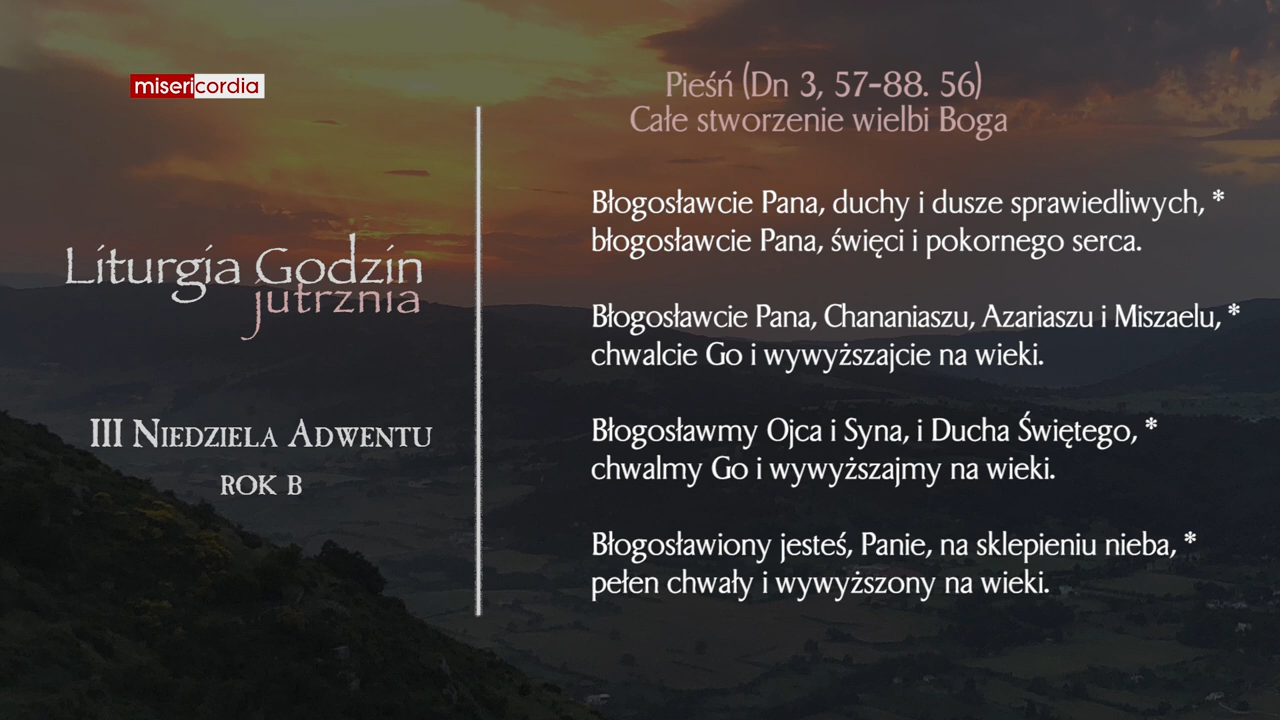 misericordia
Liturgia Godzin
jutrznia
III Niedziela Adwentu
rok B
Pieśń (Dn 3, 57-88. 56)
Całe stworzenie wielbi Boga
Błogosławcie Pana, duchy i dusze sprawiedliwych, *
błogosławcie Pana, święci i pokornego serca.
Błogosławcie Pana, Chananiaszu, Azariaszu i Miszaelu, *
chwalcie Go i wywyższajcie na wieki.
Błogosławmy Ojca i Syna, i Ducha Świętego, *
chwalmy Go i wywyższajmy na wieki.
Błogosławiony jesteś, Panie, na sklepieniu nieba, *
pełen chwały i wywyższony na wieki.